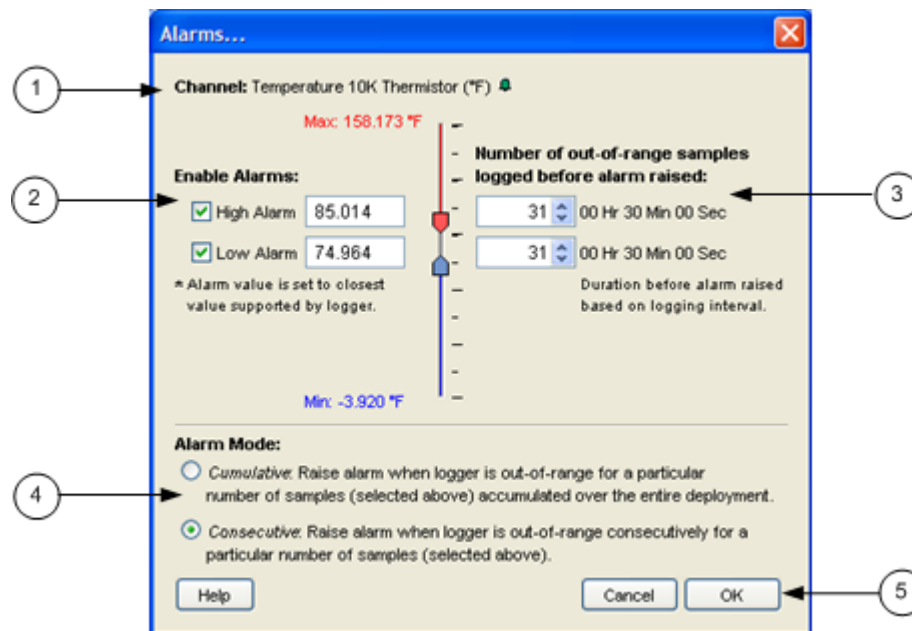 Alarms...
1
Channel: Temperature 10K Thermistor (°F)
Max: 158.173 °F
2
Enable Alarms:
High Alarm 85.014
Low Alarm 74.964
* Alarm value is set to closest
value supported by logger.
Number of out-of-range samples
logged before alarm raised:
3
31 00 Hr 30 Min 00 Sec
31 00 Hr 30 Min 00 Sec
Duration before alarm raised
based on logging interval.
Min: -3.920 °F
Alarm Mode:
4
Cumulative: Raise alarm when logger is out-of-range for a particular
number of samples (selected above) accumulated over the entire deployment.
Consecutive: Raise alarm when logger is out-of-range consecutively for a
particular number of samples (selected above).
Help
Cancel
OK
5